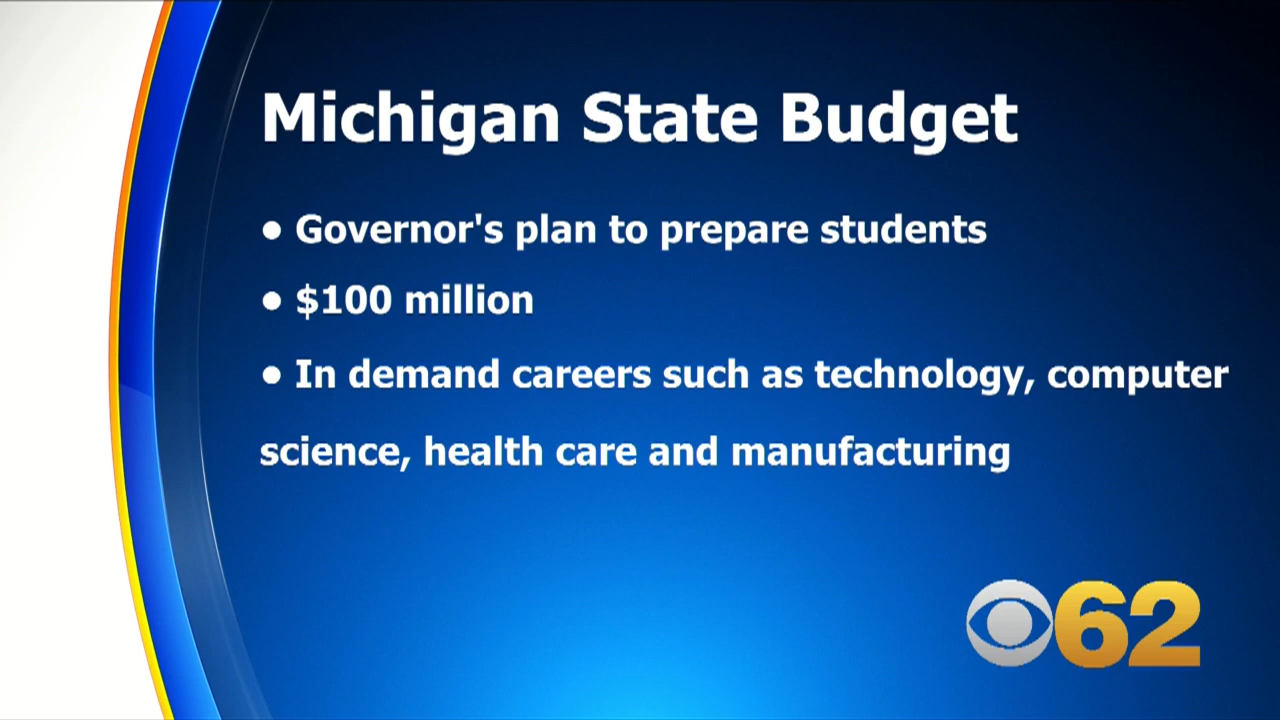 Michigan State Budget
• Governor's plan to prepare students
• $100 million
• In demand careers such as technology, computer
science, health care and manufacturing
62